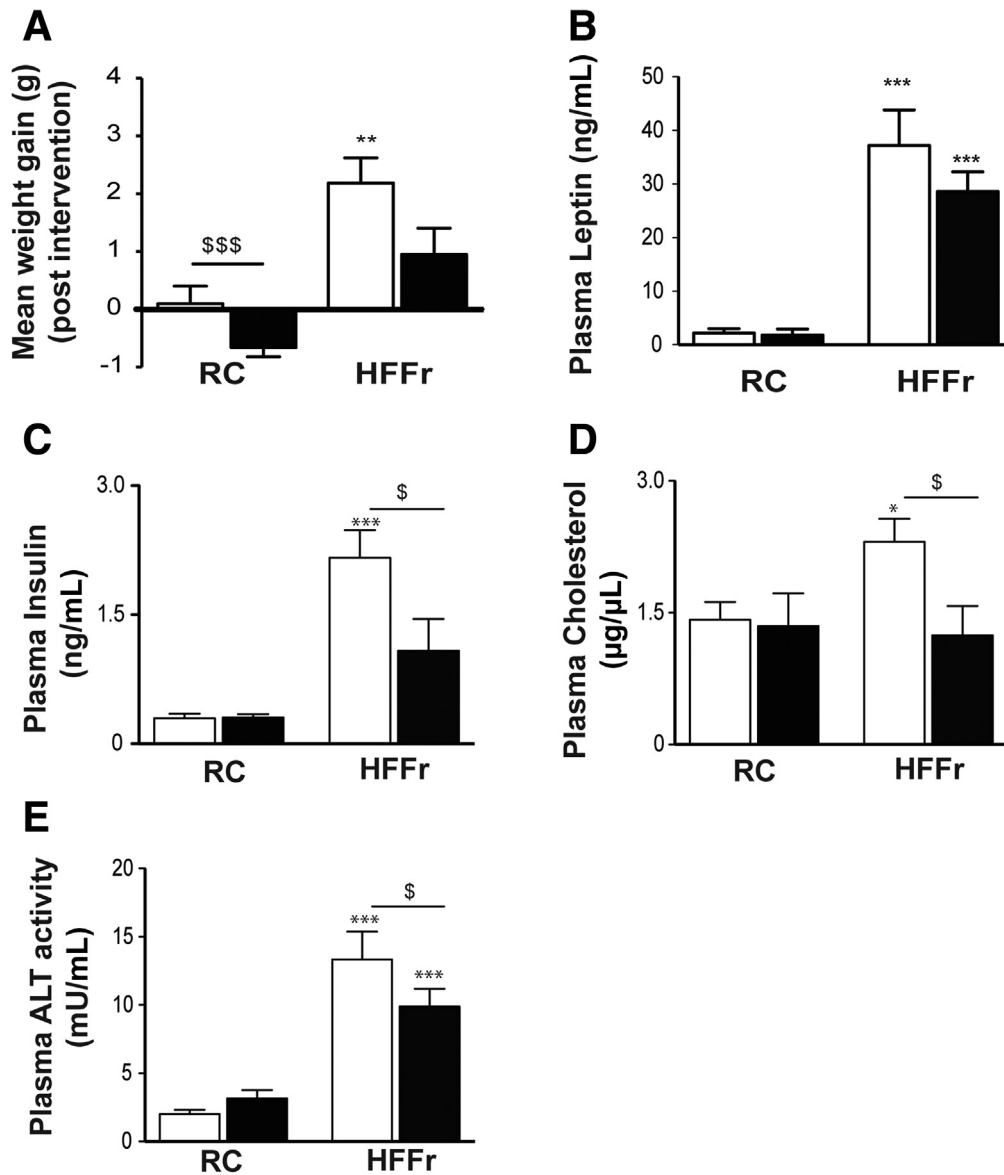 A
Mean weight gain (g)
(post intervention)
4
3
2
1
0
-1
$$$
**
RC
HFFr
B
Plasma Leptin (ng/mL)
50
40
30
20
10
0
***
***
RC
HFFr
C
Plasma Insulin
(ng/mL)
3.0
1.5
0
$
***
RC
HFFr
D
Plasma Cholesterol
(µg/µL)
3.0
1.5
0
$
*
RC
HFFr
E
Plasma ALT activity
(mU/mL)
20
15
10
5
0
$
***
***
RC
HFFr